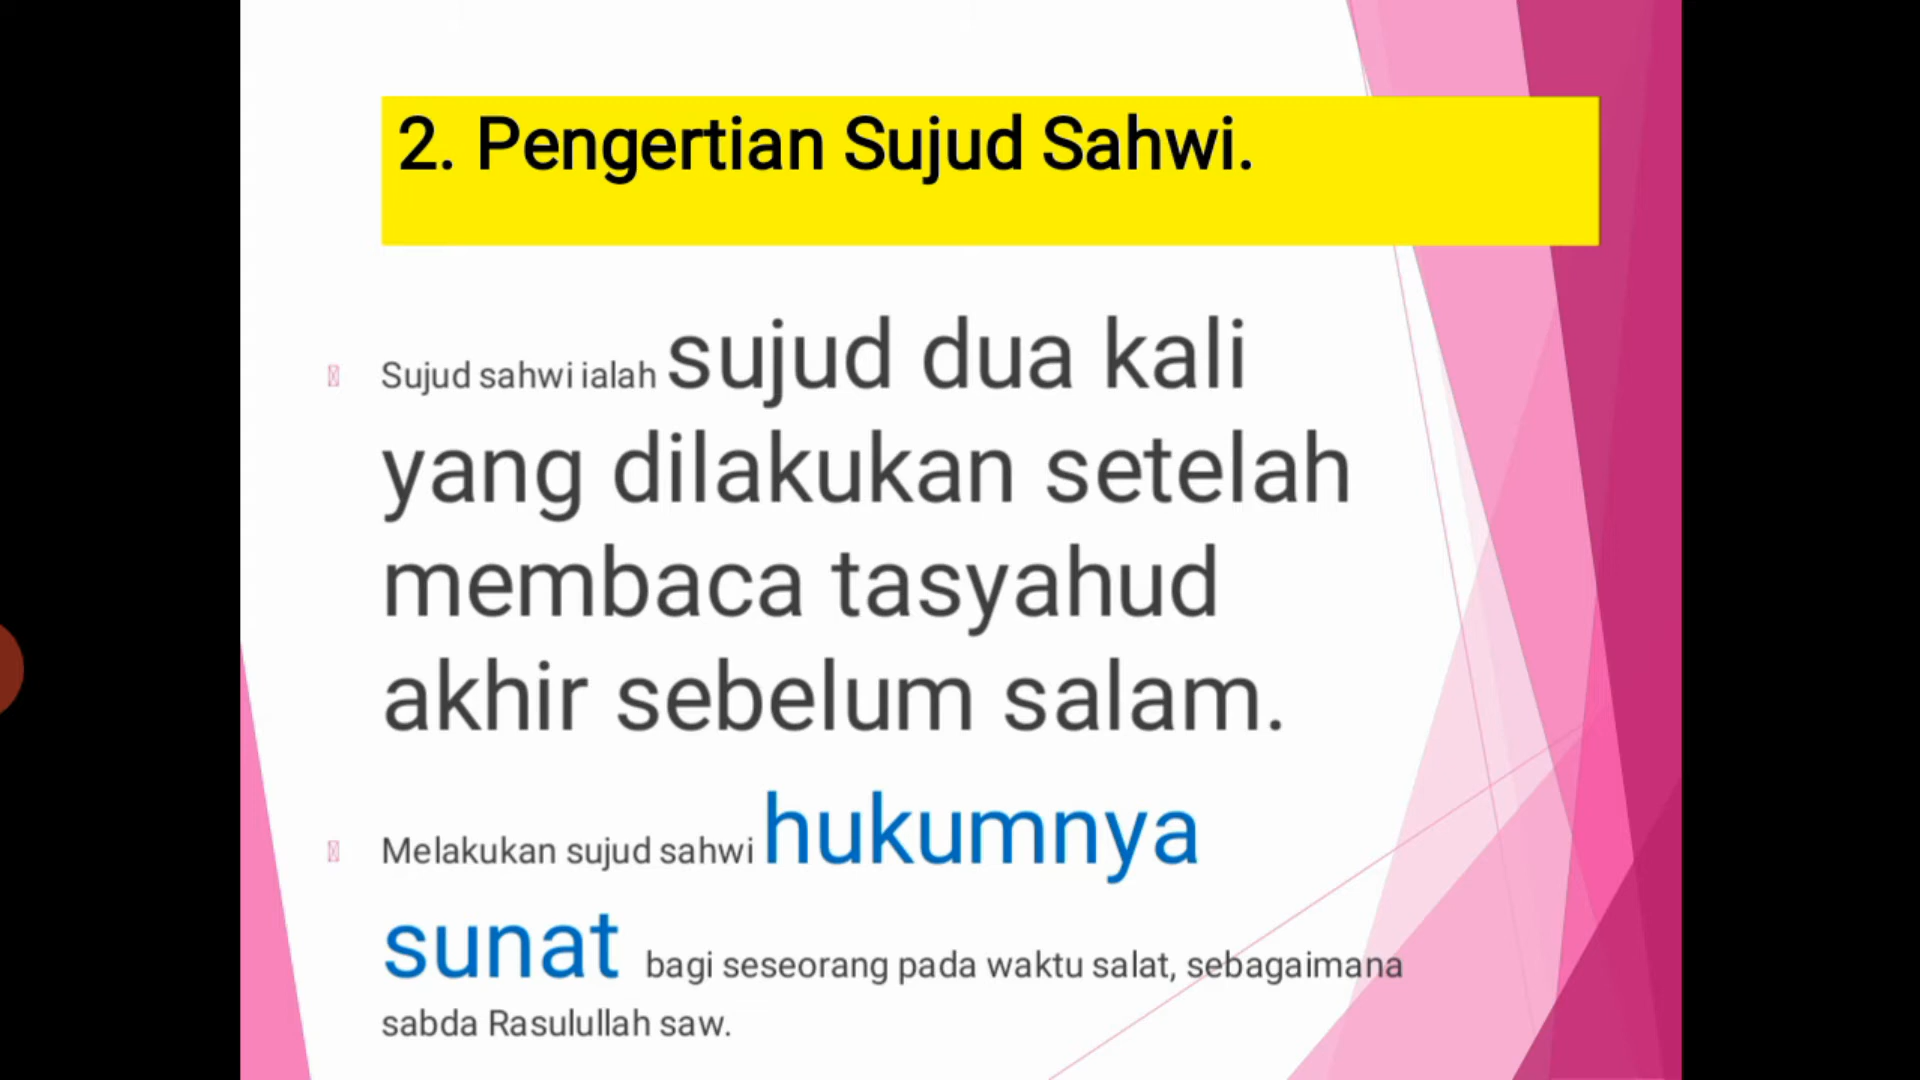 2. Pengertian Sujud Sahwi.
Sujud sahwi ialah sujud dua kali
yang dilakukan setelah
membaca tasyahud
akhir sebelum salam.
Melakukan sujud sahwi hukumnya
sunat bagi seseorang pada waktu salat, sebagaimana
sabda Rasulullah saw.